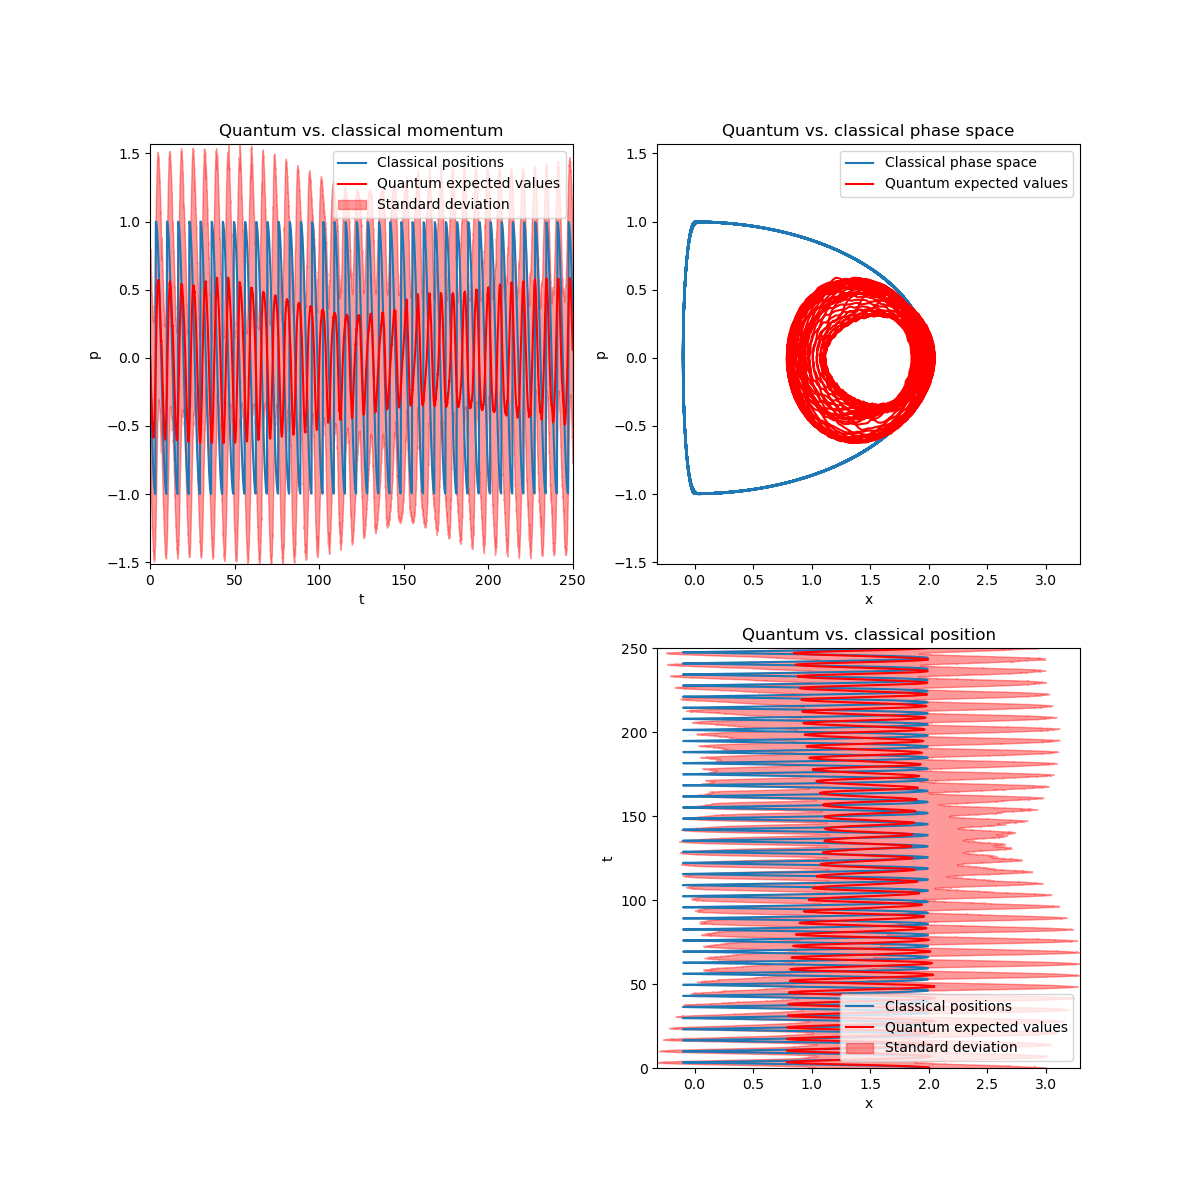 Quantum vs. classical momentum
1.5
1.0
0.5
0.0
−0.5
−1.0
−1.5
p
Classical positions
Quantum expected values
Standard deviation
0 50 100 150 200 250
t
Quantum vs. classical phase space
1.5
1.0
0.5
0.0
−0.5
−1.0
−1.5
p
Classical phase space
Quantum expected values
0.0 0.5 1.0 1.5 2.0 2.5 3.0
x
Quantum vs. classical position
250
200
150
100
50
0
t
Classical positions
Quantum expected values
Standard deviation
0.0 0.5 1.0 1.5 2.0 2.5 3.0
x